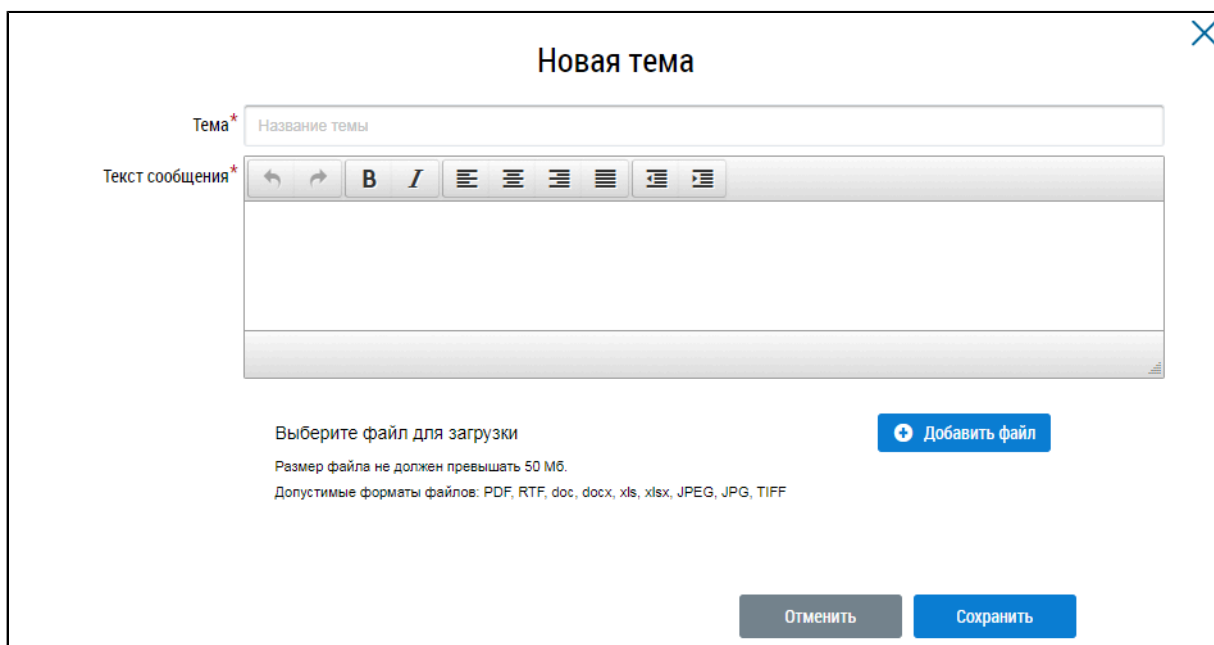 Новая тема
Тема*
Название темы
Текст сообщения*
B I
Выберите файл для загрузки
Добавить файл
Размер файла не должен превышать 50 Мб.
Допустимые форматы файлов: PDF, RTF, doc, docx, xls, xlsx, JPEG, JPG, TIFF
Отменить
Сохранить